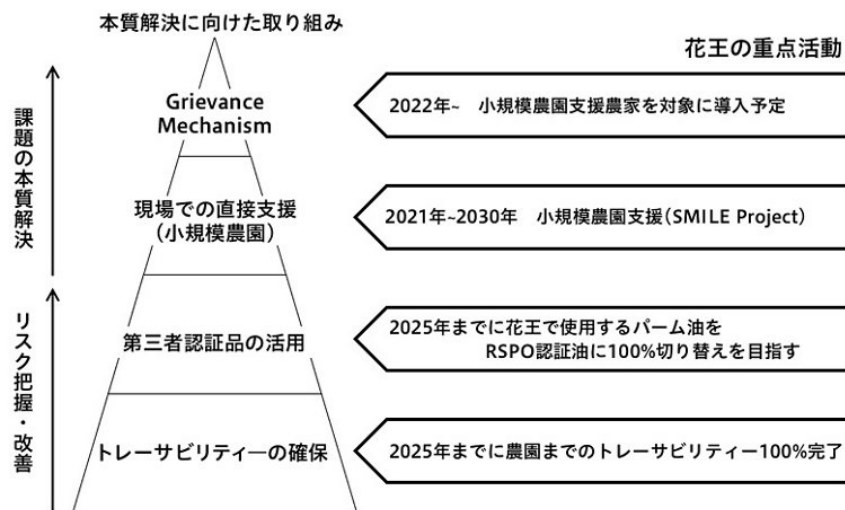 本質解決に向けた取り組み
花王の重点活動
課題の本質解決
Grievance
Mechanism
2022年~　小規模農園支援農家を対象に導入予定
現場での直接支援
(小規模農園)
2021年~2030年　小規模農園支援(SMILE Project)
リスク把握・改善
第三者認証品の活用
2025年までに花王で使用するパーム油を
RSPO認証油に100%切り替えを目指す
トレーサビリティ―の確保
2025年までに農園までのトレーサビリティー100%完了